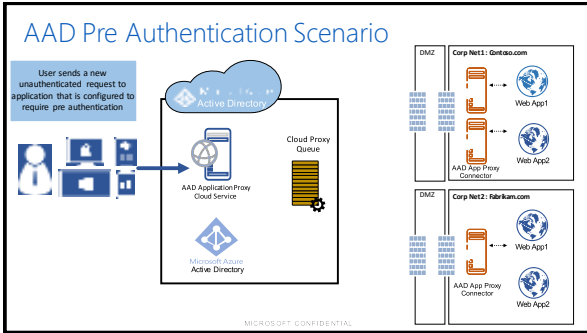 AAD Pre Authentication Scenario
User sends a new
unauthenticated request to
application that is configured to
require pre authentication
Active Directory
AAD Application Proxy
Cloud Service
Cloud Proxy
Queue
Microsoft Azure
Active Directory
DMZ
Corp Net1: Contoso.com
Web App1
Web App2
AAD App Proxy
Connector
DMZ
Corp Net2: Fabrikam.com
Web App1
AAD App Proxy
Connector
Web App2
MICROSOFT CONFIDENTIAL